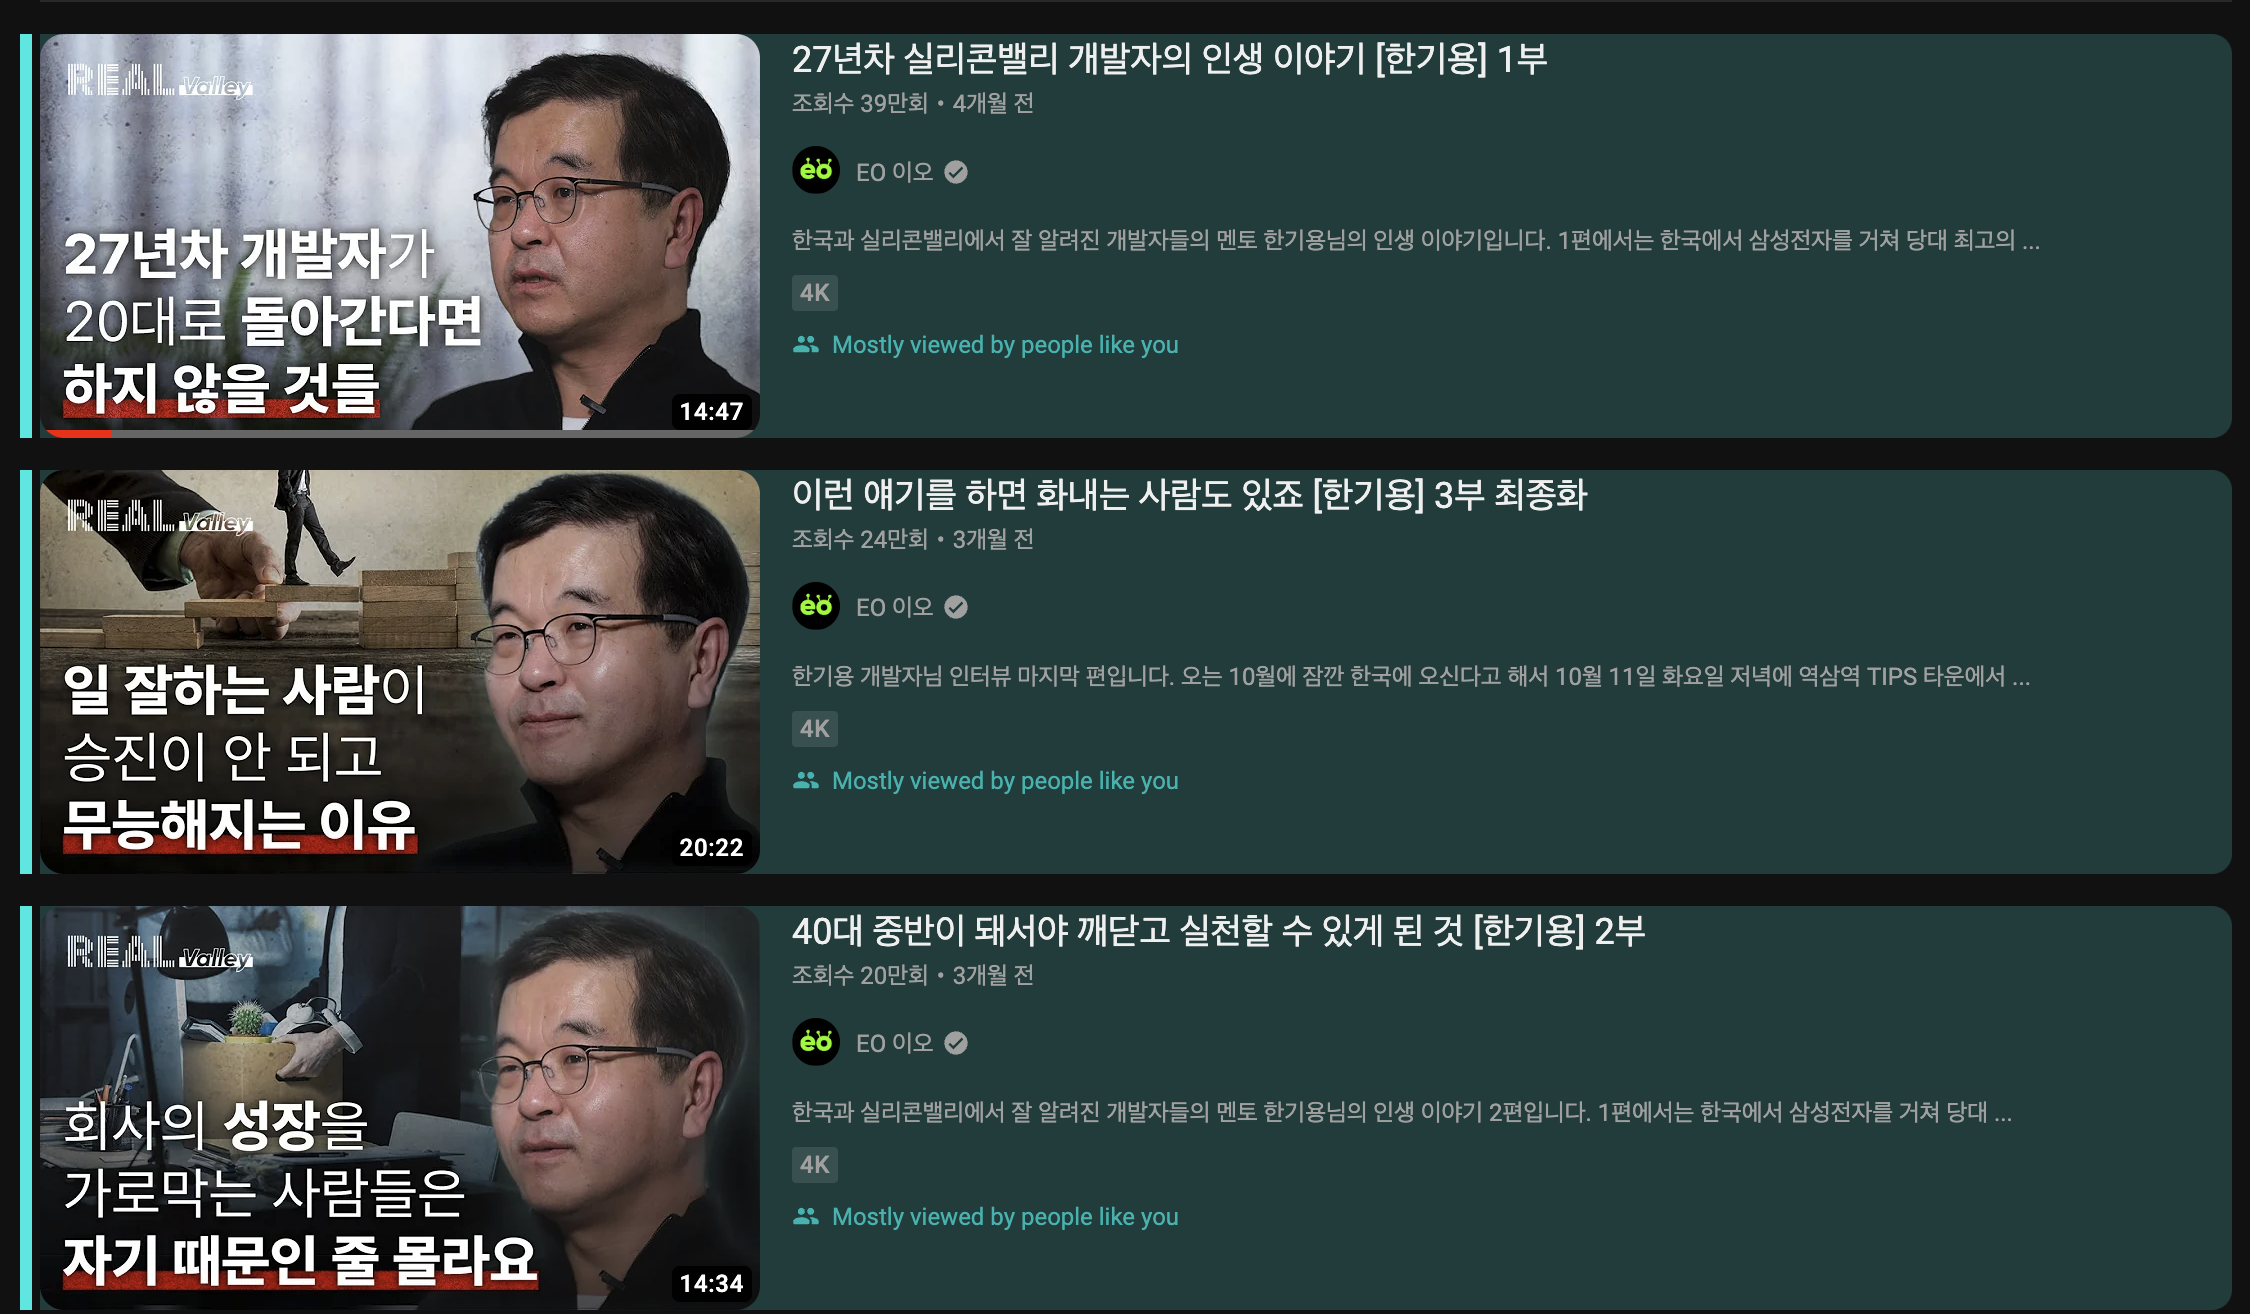 REAL Valley
27년차 개발자가
20대로 돌아간다면
하지 않을 것들
14:47
27년차 실리콘밸리 개발자의 인생 이야기 [한기용] 1부
조회수 39만회 • 4개월 전
eo EO 이오
한국과 실리콘밸리에서 잘 알려진 개발자들의 멘토 한기용님의 인생 이야기입니다. 1편에서는 한국에서 삼성전자를 거쳐 당대 최고의 ...
4K
Mostly viewed by people like you
REAL Valley
일 잘하는 사람이
승진이 안 되고
무능해지는 이유
20:22
이런 얘기를 하면 화내는 사람도 있죠 [한기용] 3부 최종화
조회수 24만회 • 3개월 전
eo EO 이오
한기용 개발자님 인터뷰 마지막 편입니다. 오는 10월에 잠깐 한국에 오신다고 해서 10월 11일 화요일 저녁에 역삼역 TIPS 타운에서 ...
4K
Mostly viewed by people like you
REAL Valley
회사의 성장을
가로막는 사람들은
자기 때문인 줄 몰라요
14:34
40대 중반이 돼서야 깨닫고 실천할 수 있게 된 것 [한기용] 2부
조회수 20만회 • 3개월 전
eo EO 이오
한국과 실리콘밸리에서 잘 알려진 개발자들의 멘토 한기용님의 인생 이야기 2편입니다. 1편에서는 한국에서 삼성전자를 거쳐 당대 ...
4K
Mostly viewed by people like you